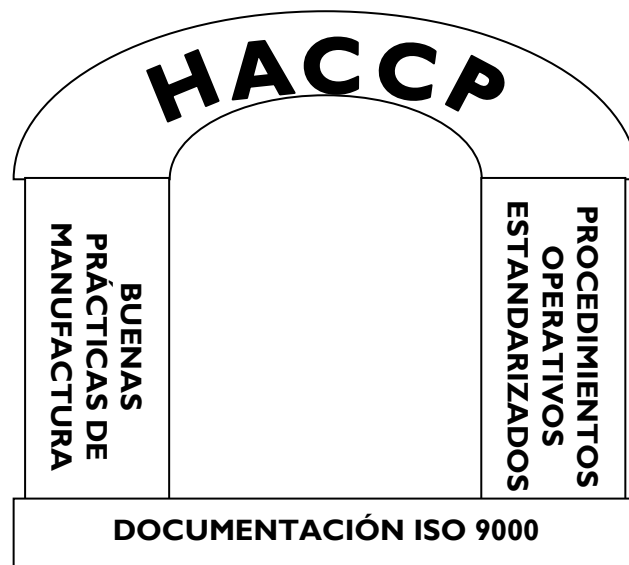 HACCP
BUENAS
PRÁCTICAS DE
MANUFACTURA
PROCEDIMIENTOS
OPERATIVOS
ESTANDARIZADOS
DOCUMENTACIÓN ISO 9000